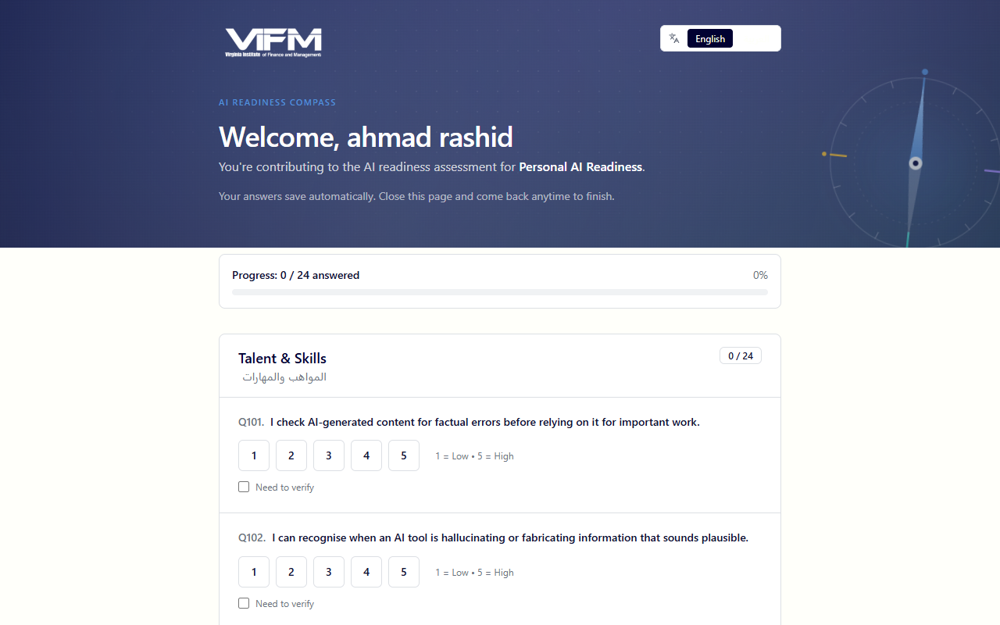 VIFM
Virginia Institute of Finance and Management
English
AI READINESS COMPASS
Welcome, ahmad rashid
You're contributing to the AI readiness assessment for Personal AI Readiness.
Your answers save automatically. Close this page and come back anytime to finish.
Progress: 0 / 24 answered
0%
Talent & Skills
0 / 24
المواهب والمهارات
Q101. I check AI-generated content for factual errors before relying on it for important work.
1 2 3 4 5 1 = Low • 5 = High
Need to verify
Q102. I can recognise when an AI tool is hallucinating or fabricating information that sounds plausible.
1 2 3 4 5 1 = Low • 5 = High
Need to verify